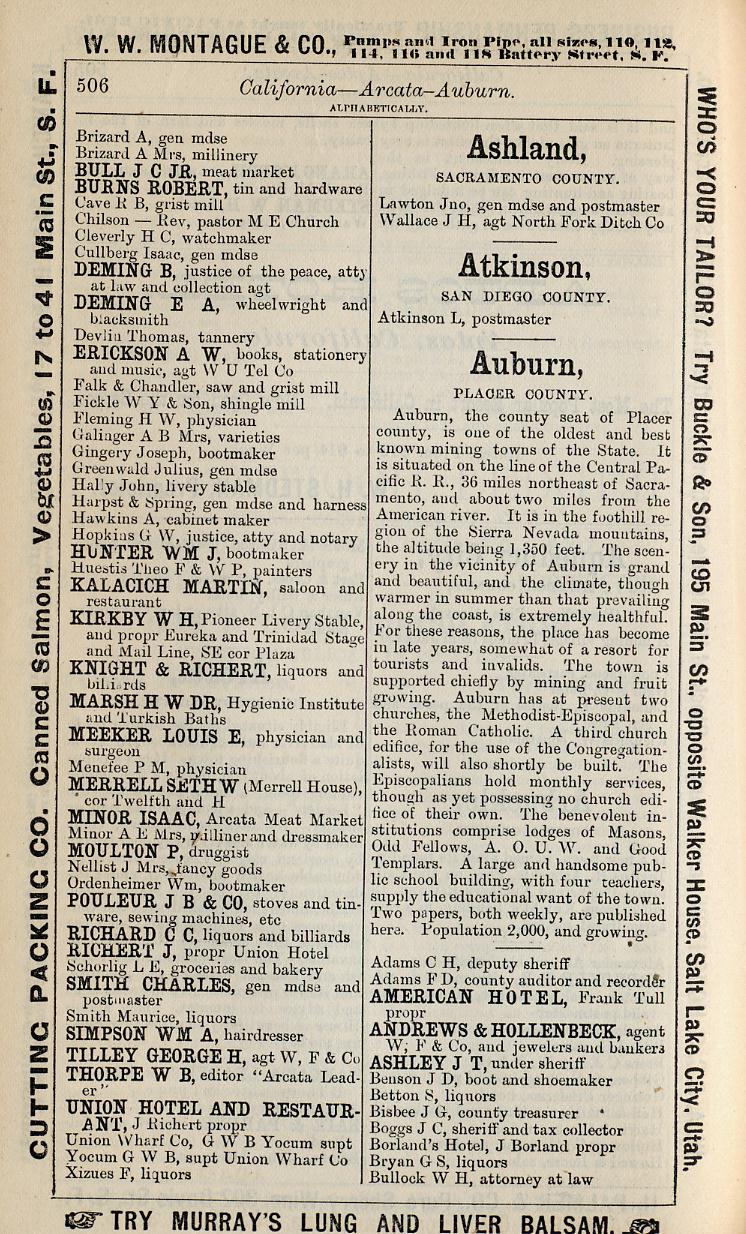 W. W. MONTAGUE & CO., Pumps and Iron Pipe, all sizes, 110, 112,
114, 116 and 118 Battery Street, S. F.
506
California—Arcata-Auburn.
ALPHABETICALLY.
Brizard A, gen mdse
Brizard A Mrs, millinery
BULL J C JR, meat market
BURNS ROBERT, tin and hardware
Cave R B, grist mill
Chilson — Rev, pastor M E Church
Cleverly H C, watchmaker
Cullberg Isaac, gen mdse
DEMING B, justice of the peace, atty
at law and collection agt
DEMING E A, wheelwright and
blacksmith
Devlin Thomas, tannery
ERICKSON A W, books, stationery
and music, agt W U Tel Co
Falk & Chandler, saw and grist mill
Fickle W Y & Son, shingle mill
Fleming H W, physician
Galinger A B Mrs, varieties
Gingery Joseph, bootmaker
Greenwald Julius, gen mdse
Hally John, livery stable
Harpst & Spring, gen mdse and harness
Hawkins A, cabinet maker
Hopkins G W, justice, atty and notary
HUNTER WM J, bootmaker
Huestis Theo F & W P, painters
KALACICH MARTIN, saloon and
restaurant
KIRKBY W H, Pioneer Livery Stable,
and propr Eureka and Trinidad Stage
and Mail Line, SE cor Plaza
KNIGHT & RICHERT, liquors and
billiards
MARSH H W DR, Hygienic Institute
and Turkish Baths
MEEKER LOUIS E, physician and
surgeon
Menefee P M, physician
MERRELL SETH W (Merrell House),
cor Twelfth and H
MINOR ISAAC, Arcata Meat Market
Minor A E Mrs, milliner and dressmaker
MOULTON P, druggist
Nellist J Mrs, fancy goods
Ordenheimer Wm, bootmaker
POULEUR J B & CO, stoves and tin-
ware, sewing machines, etc
RICHARD C C, liquors and billiards
RICHERT J, propr Union Hotel
Schorlig L E, groceries and bakery
SMITH CHARLES, gen mdse and
postmaster
Smith Maurice, liquors
SIMPSON WM A, hairdresser
TILLEY GEORGE H, agt W, F & Co
THORPE W B, editor "Arcata Lead-
er"
UNION HOTEL AND RESTAUR-
ANT, J Richert propr
Union Wharf Co, G W B Yocum supt
Yocum G W B, supt Union Wharf Co
Xizues F, liquors
Ashland,
SACRAMENTO COUNTY.
Lawton Jno, gen mdse and postmaster
Wallace J H, agt North Fork Ditch Co
Atkinson,
SAN DIEGO COUNTY.
Atkinson L, postmaster
Auburn,
PLACER COUNTY.
Auburn, the county seat of Placer
county, is one of the oldest and best
known mining towns of the State. It
is situated on the line of the Central Pa-
cific R. R., 36 miles northeast of Sacra-
mento, and about two miles from the
American river. It is in the foothill re-
gion of the Sierra Nevada mountains,
the altitude being 1,350 feet. The scen-
ery in the vicinity of Auburn is grand
and beautiful, and the climate, though
warmer in summer than that prevailing
along the coast, is extremely healthful.
For these reasons, the place has become
in late years, somewhat of a resort for
tourists and invalids. The town is
supported chiefly by mining and fruit
growing. Auburn has at present two
churches, the Methodist-Episcopal, and
the Roman Catholic. A third church
edifice, for the use of the Congregation-
alists, will also shortly be built. The
Episcopalians hold monthly services,
though as yet possessing no church edi-
fice of their own. The benevolent in-
stitutions comprise lodges of Masons,
Odd Fellows, A. O. U. W. and Good
Templars. A large and handsome pub-
lic school building, with four teachers,
supply the educational want of the town.
Two papers, both weekly, are published
here. Population 2,000, and growing.
Adams C H, deputy sheriff
Adams F D, county auditor and recorder
AMERICAN HOTEL, Frank Tull
propr
ANDREWS & HOLLENBECK, agent
W, F & Co, and jewelers and bankers
ASHLEY J T, under sheriff
Benson J D, boot and shoemaker
Betton S, liquors
Bisbee J G, county treasurer
Boggs J C, sheriff and tax collector
Borland's Hotel, J Borland propr
Bryan G S, liquors
Bullock W H, attorney at law
CUTTING PACKING CO. Canned Salmon, Vegetables, 17 to 41 Main St., S. F.
WHO'S YOUR TAILOR? Try Buckle & Son, 195 Main St., opposite Walker House. Salt Lake City. Utah.
TRY MURRAY'S LUNG AND LIVER BALSAM.